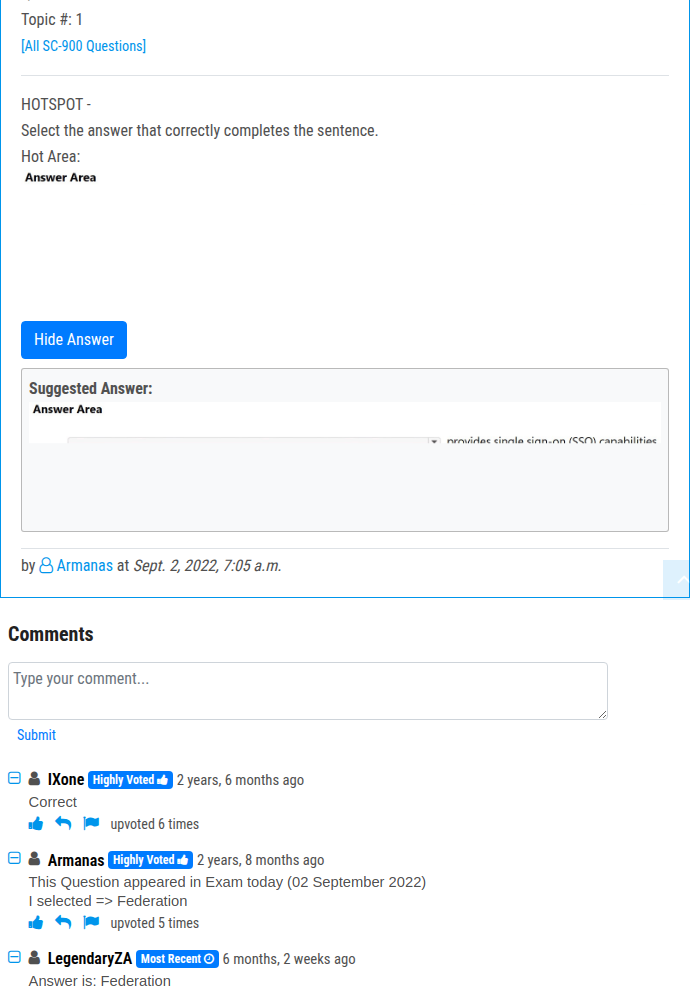 Topic #: 1
[All SC-900 Questions]
HOTSPOT -
Select the answer that correctly completes the sentence.
Hot Area:
Answer Area
Hide Answer
Suggested Answer:
Answer Area
provides single sign-on (SSO) capabilities
by Armanas at Sept. 2, 2022, 7:05 a.m.
Comments
Type your comment...
Submit
IXone Highly Voted 2 years, 6 months ago
Correct
upvoted 6 times
Armanas Highly Voted 2 years, 8 months ago
This Question appeared in Exam today (02 September 2022)
I selected => Federation
upvoted 5 times
LegendaryZA Most Recent 6 months, 2 weeks ago
Answer is: Federation